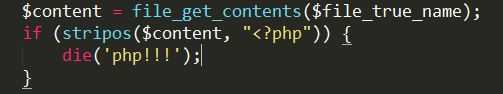 $content = file_get_contents($file_true_name);
if (stripos($content, "<?php")) {
die('php!!!');
}